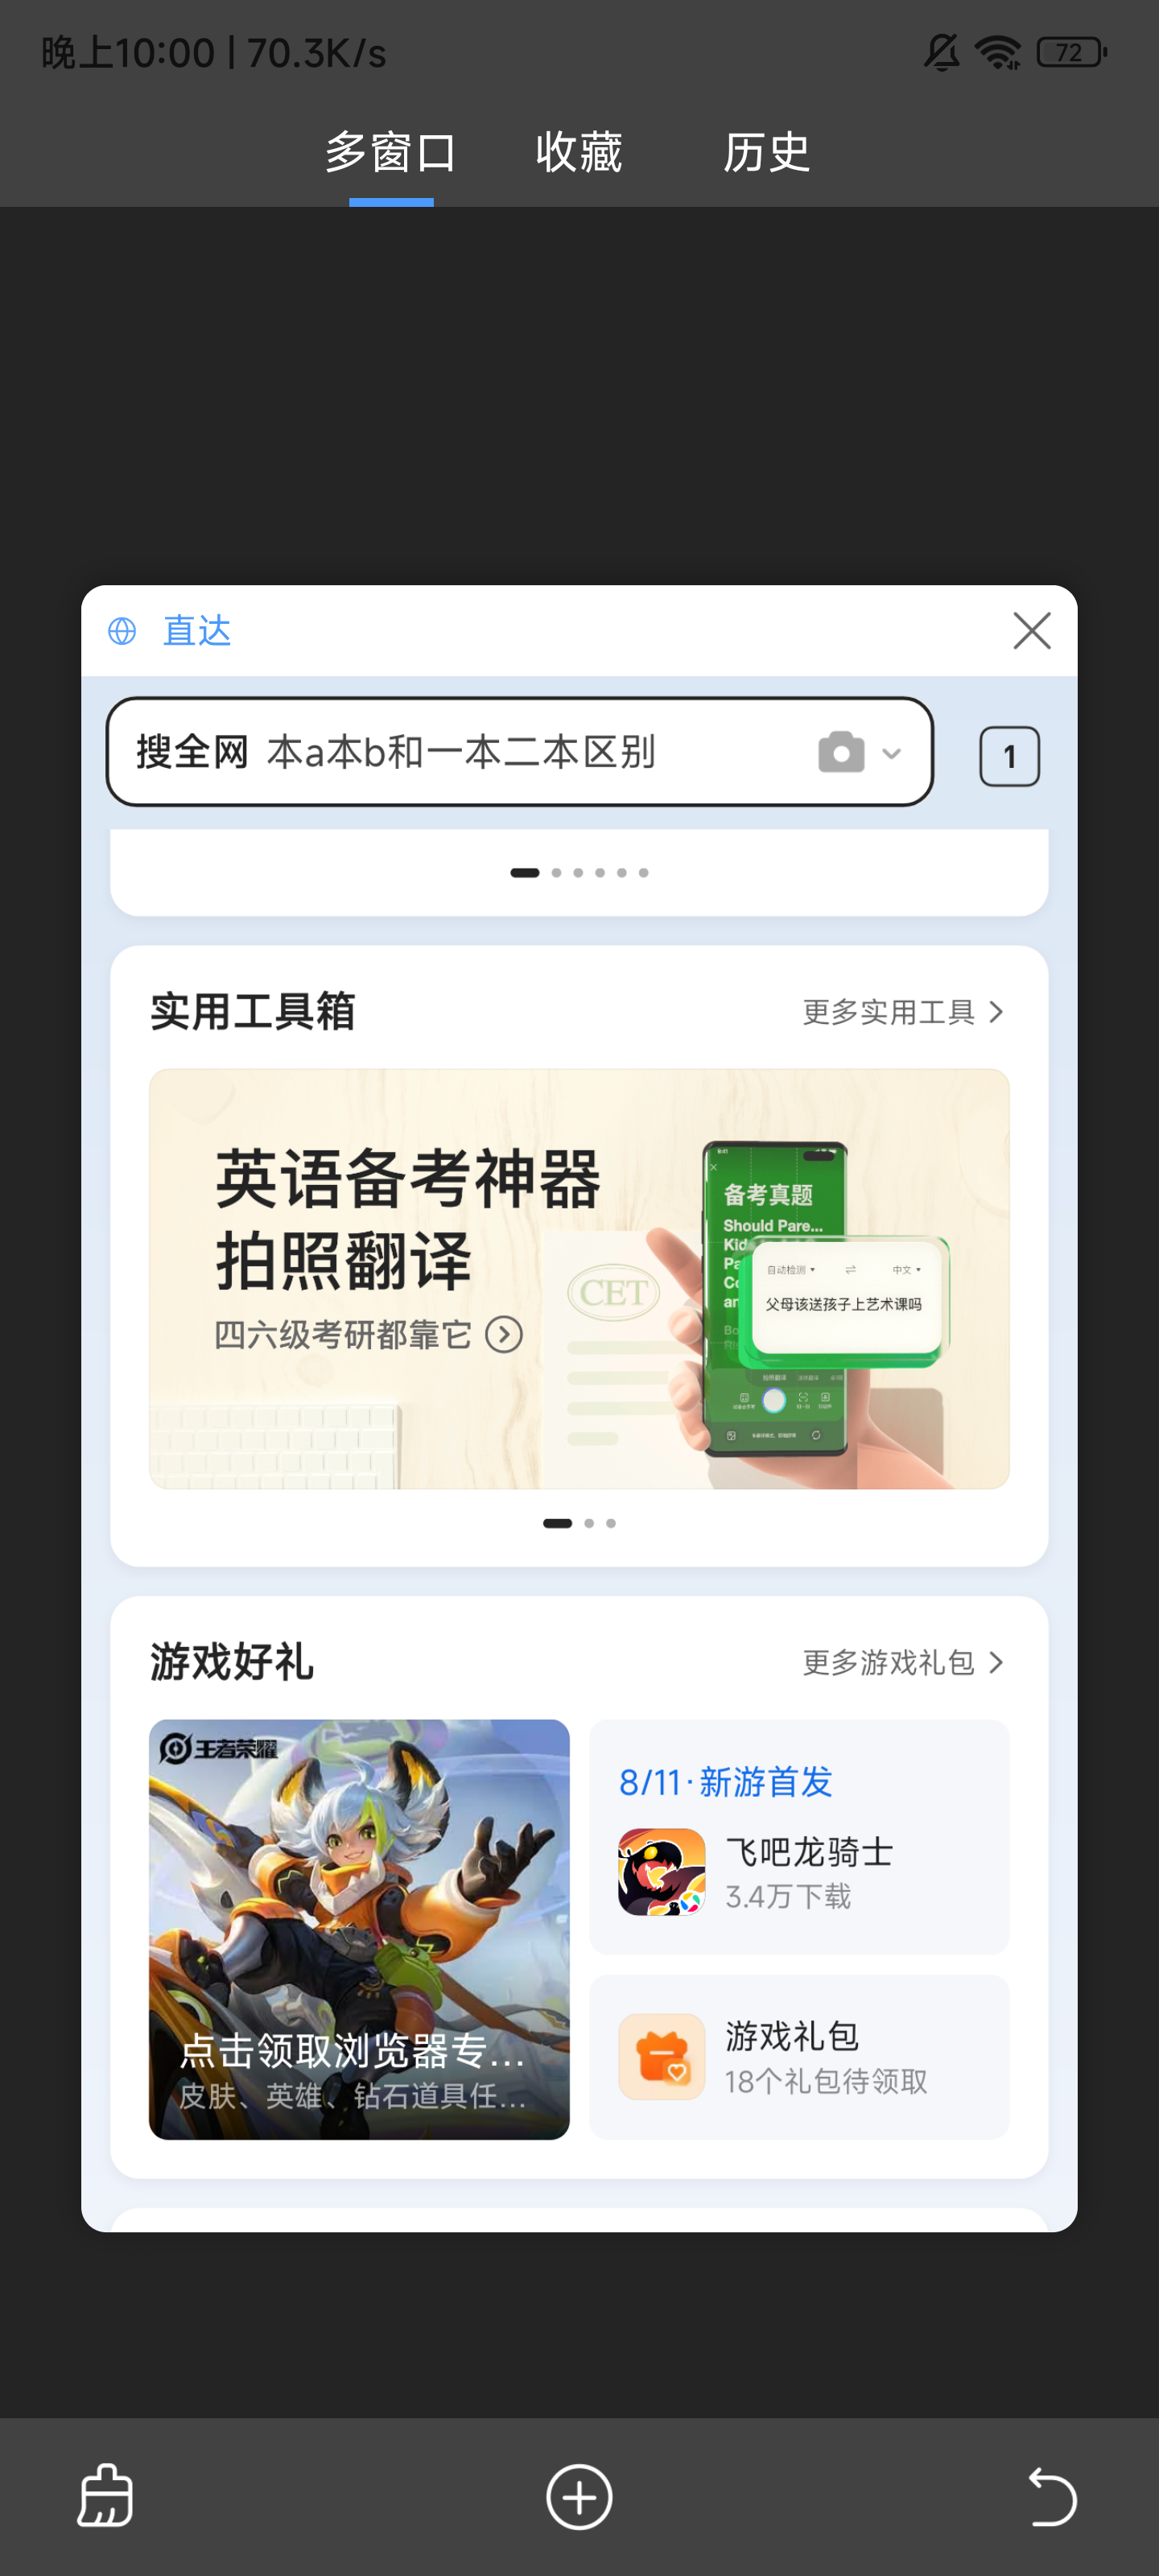 晚上10:00 | 70.3K/s
72
多窗口 收藏 历史
直达
搜全网 本a本b和一本二本区别
1
实用工具箱 更多实用工具
英语备考神器
拍照翻译
四六级考研都靠它
CET
备考真题
Should Pare...
自动检测 中文
父母该送孩子上艺术课吗
游戏好礼 更多游戏礼包
王者荣耀
点击领取浏览器专...
皮肤、英雄、钻石道具任...
8/11·新游首发
飞吧龙骑士
3.4万下载
游戏礼包
18个礼包待领取